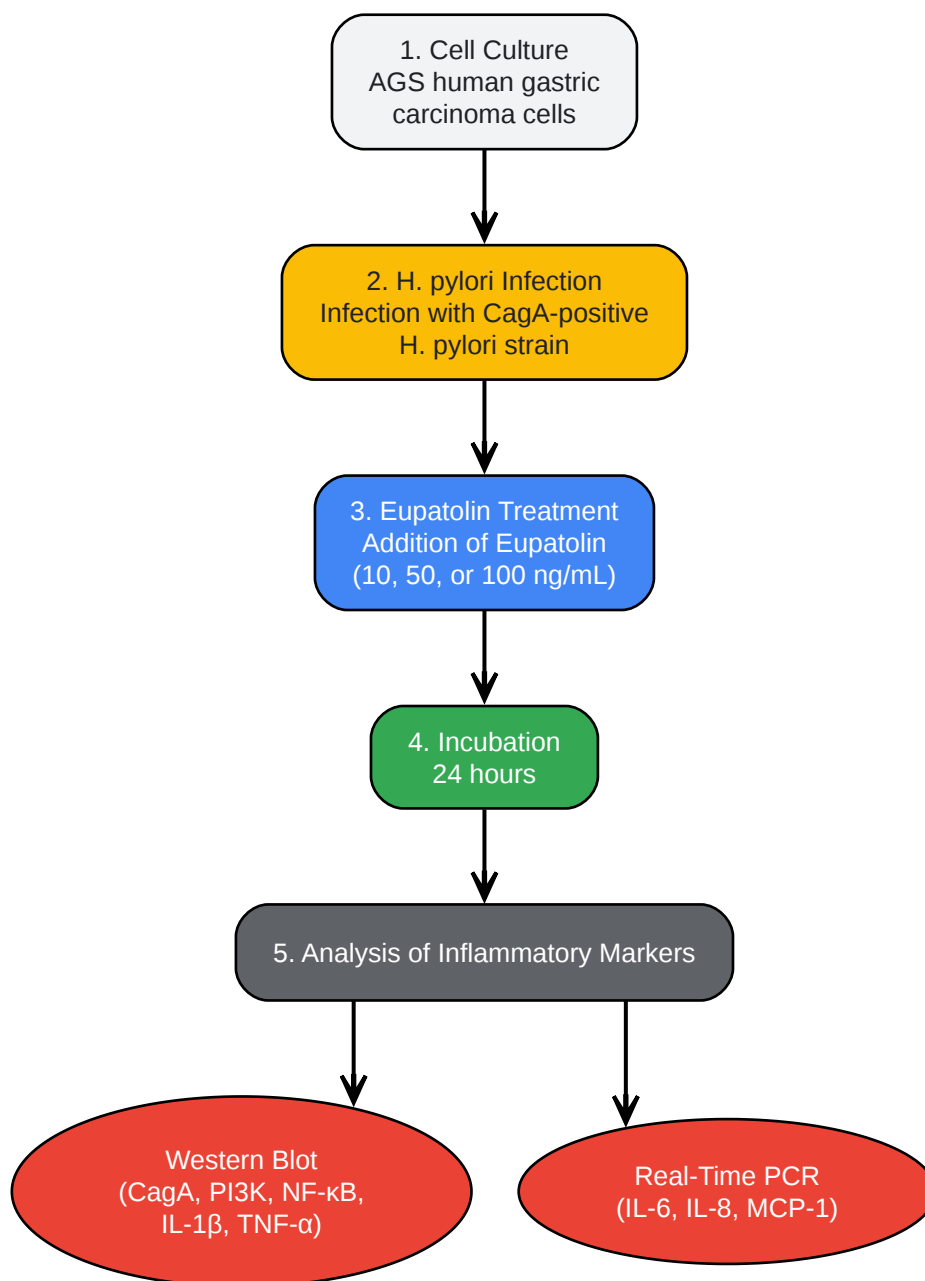 1. Cell Culture
AGS human gastric
carcinoma cells
2. H. pylori Infection
Infection with CagA-positive
H. pylori strain
3. Eupatolin Treatment
Addition of Eupatolin
(10, 50, or 100 ng/mL)
4. Incubation
24 hours
5. Analysis of Inflammatory Markers
Western Blot
(CagA, PI3K, NF-κB,
IL-1β, TNF-α)
Real-Time PCR
(IL-6, IL-8, MCP-1)